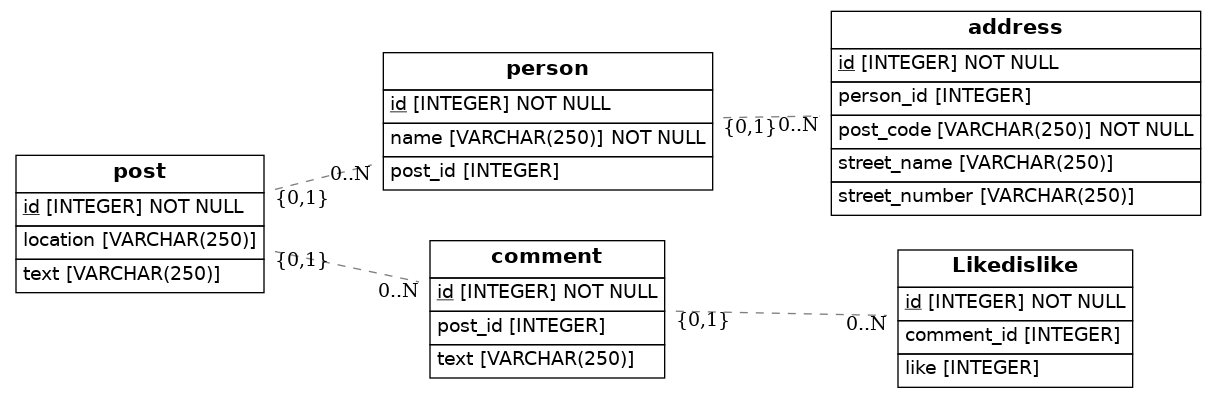 post
id [INTEGER] NOT NULL
location [VARCHAR(250)]
text [VARCHAR(250)]
{0,1}
0..N
{0,1}
0..N
person
id [INTEGER] NOT NULL
name [VARCHAR(250)] NOT NULL
post_id [INTEGER]
{0,1}
0..N
address
id [INTEGER] NOT NULL
person_id [INTEGER]
post_code [VARCHAR(250)] NOT NULL
street_name [VARCHAR(250)]
street_number [VARCHAR(250)]
comment
id [INTEGER] NOT NULL
post_id [INTEGER]
text [VARCHAR(250)]
{0,1}
0..N
Likedislike
id [INTEGER] NOT NULL
comment_id [INTEGER]
like [INTEGER]